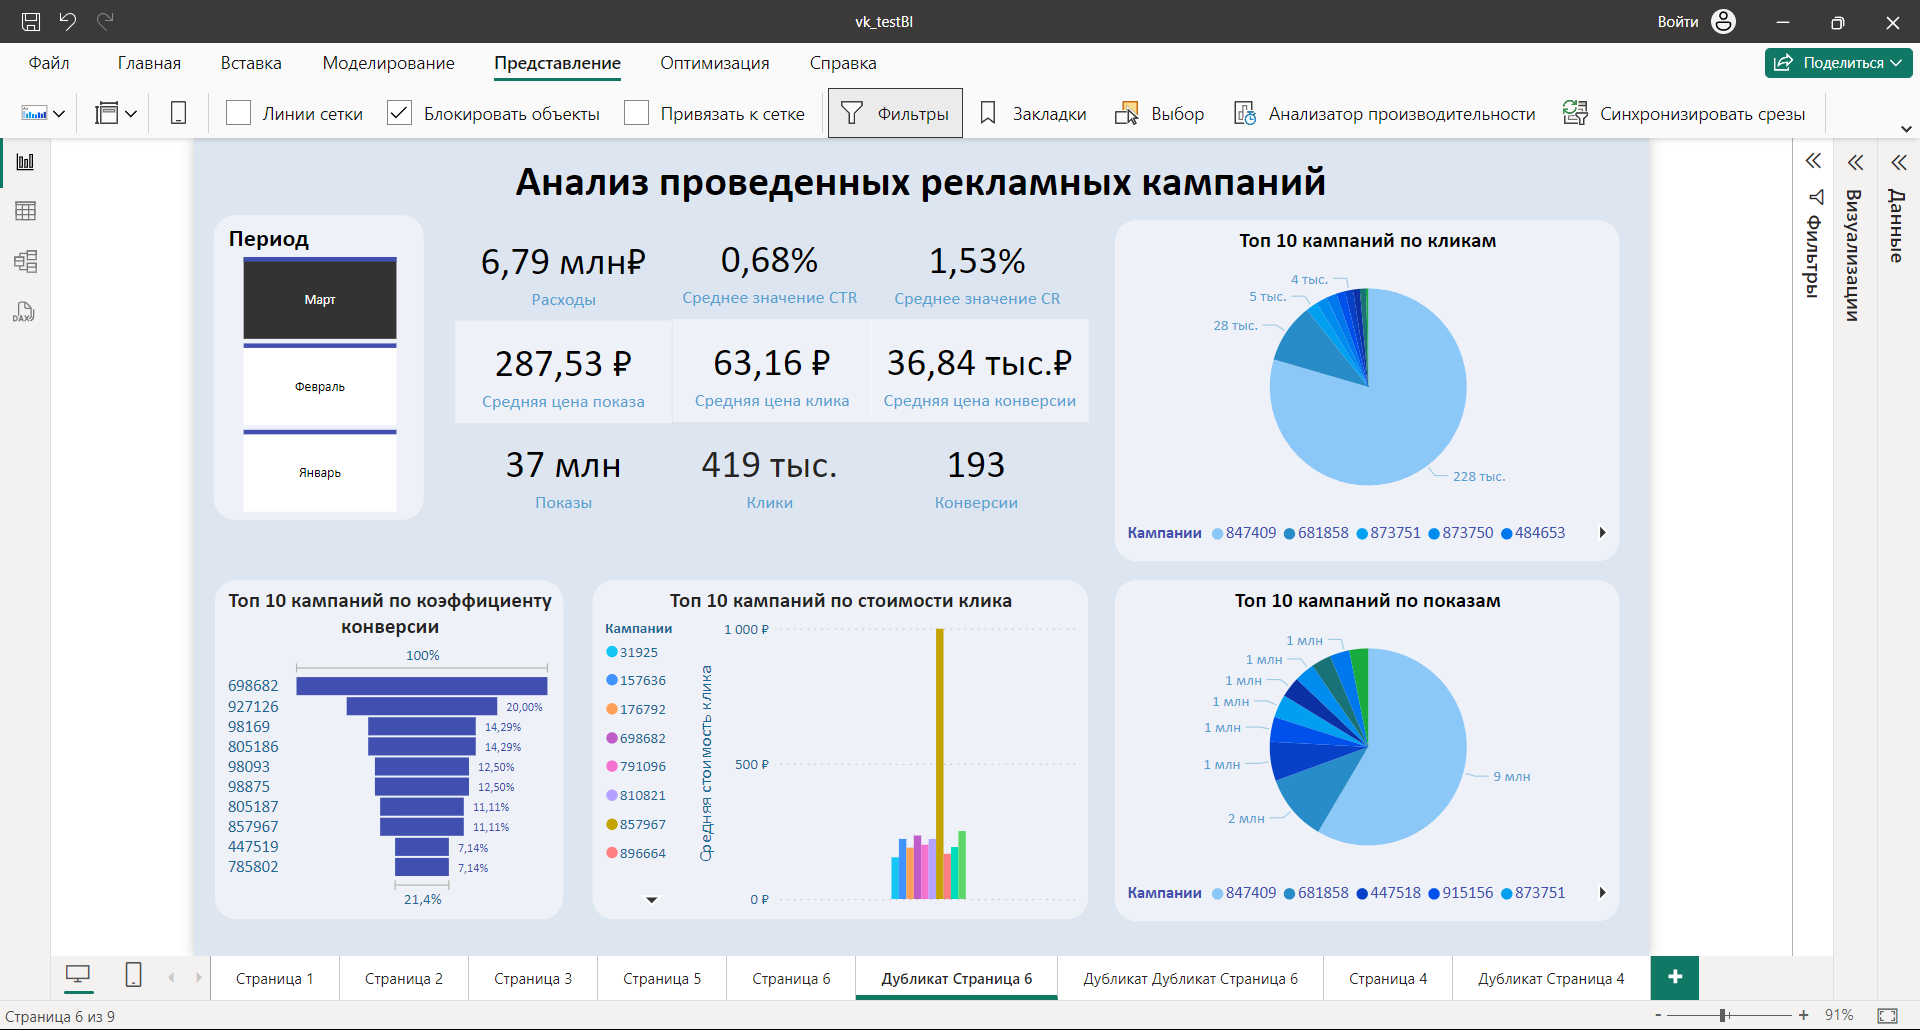 vk_testBI
Войти
Файл
Главная
Вставка
Моделирование
Представление
Оптимизация
Справка
Поделиться
Линии сетки
Блокировать объекты
Привязать к сетке
Фильтры
Закладки
Выбор
Анализатор производительности
Синхронизировать срезы
DAX
Анализ проведенных рекламных кампаний
Период
Март
Февраль
Январь
6,79 млн₽
Расходы
0,68%
Среднее значение CTR
1,53%
Среднее значение CR
287,53 ₽
Средняя цена показа
63,16 ₽
Средняя цена клика
36,84 тыс.₽
Средняя цена конверсии
37 млн
Показы
419 тыс.
Клики
193
Конверсии
Топ 10 кампаний по кликам
4 тыс.
5 тыс.
28 тыс.
228 тыс.
Кампании 847409 681858 873751 873750 484653
Топ 10 кампаний по коэффициенту
конверсии
100%
698682
927126 20,00%
98169 14,29%
805186 14,29%
98093 12,50%
98875 12,50%
805187 11,11%
857967 11,11%
447519 7,14%
785802 7,14%
21,4%
Топ 10 кампаний по стоимости клика
Кампании
31925
157636
176792
698682
791096
810821
857967
896664
Средняя стоимость клика
1 000 ₽
500 ₽
0 ₽
Топ 10 кампаний по показам
1 млн
1 млн
1 млн
1 млн
1 млн
1 млн
2 млн
9 млн
Кампании 847409 681858 447518 915156 873751
Фильтры
Визуализации
Данные
Страница 1
Страница 2
Страница 3
Страница 5
Страница 6
Дубликат Страница 6
Дубликат Дубликат Страница 6
Страница 4
Дубликат Страница 4
+
Страница 6 из 9
- + 91%